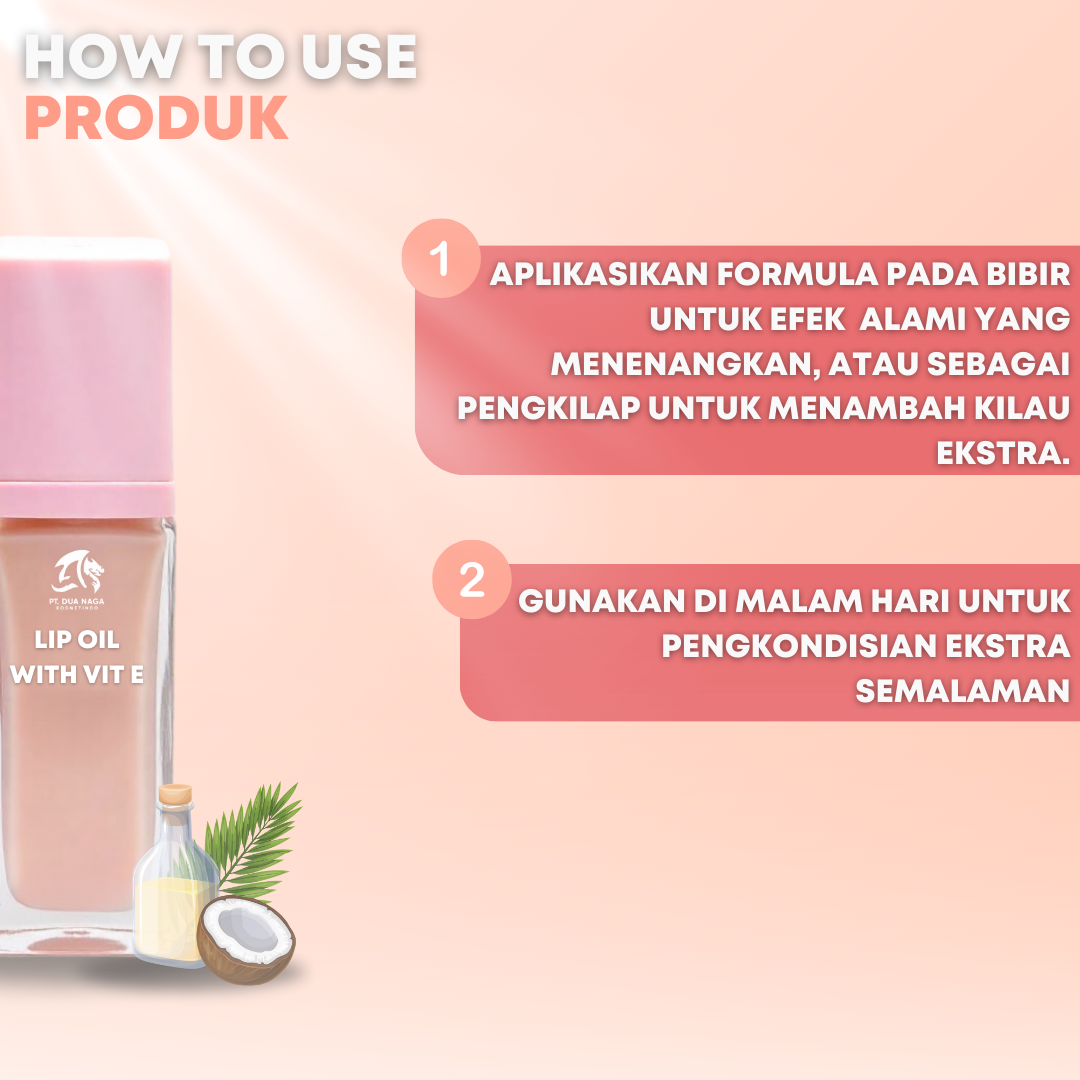 HOW TO USE
PRODUK
1
APLIKASIKAN FORMULA PADA BIBIR
UNTUK EFEK ALAMI YANG
MENENANGKAN, ATAU SEBAGAI
PENGKILAP UNTUK MENAMBAH KILAU
EKSTRA.
2
GUNAKAN DI MALAM HARI UNTUK
PENGKONDISIAN EKSTRA
SEMALAMAN
PT. DUA NAGA
KOSMETINDO
LIP OIL
WITH VIT E